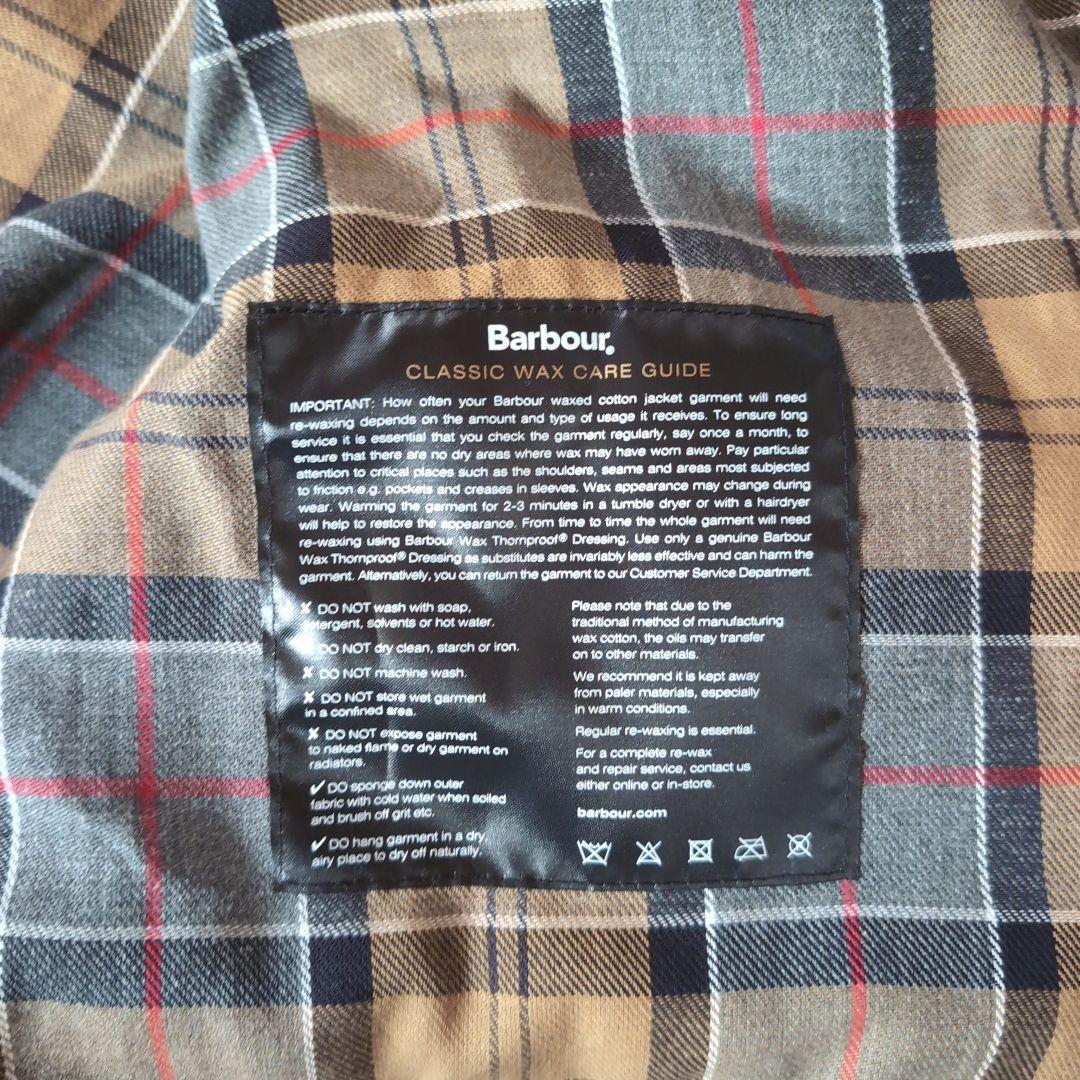 Barbour.
CLASSIC WAX CARE GUIDE
IMPORTANT: How often your Barbour waxed cotton jacket garment will need
re-waxing depends on the amount and type of usage it receives. To ensure long
service it is essential that you check the garment regularly, say once a month, to
ensure that there are no dry areas where wax may have worn away. Pay particular
attention to critical places such as the shoulders, seams and areas most subjected
to friction e.g. pockets and creases in sleeves. Wax appearance may change during
wear. Warming the garment for 2-3 minutes in a tumble dryer or with a hairdryer
will help to restore the appearance. From time to time the whole garment will need
re-waxing using Barbour Wax Thornproof® Dressing. Use only a genuine Barbour
Wax Thornproof® Dressing as substitutes are invariably less effective and can harm the
garment. Alternatively, you can return the garment to our Customer Service Department.
✘ DO NOT wash with soap,
detergent, solvents or hot water.
DO NOT dry clean, starch or iron.
✘ DO NOT machine wash.
✘ DO NOT store wet garment
in a confined area.
✘ DO NOT expose garment
to naked flame or dry garment on
radiators.
✔ DO sponge down outer
fabric with cold water when soiled
and brush off grit etc.
✔ DO hang garment in a dry,
airy place to dry off naturally.
Please note that due to the
traditional method of manufacturing
wax cotton, the oils may transfer
on to other materials.
We recommend it is kept away
from paler materials, especially
in warm conditions.
Regular re-waxing is essential.
For a complete re-wax
and repair service, contact us
either online or in-store.
barbour.com